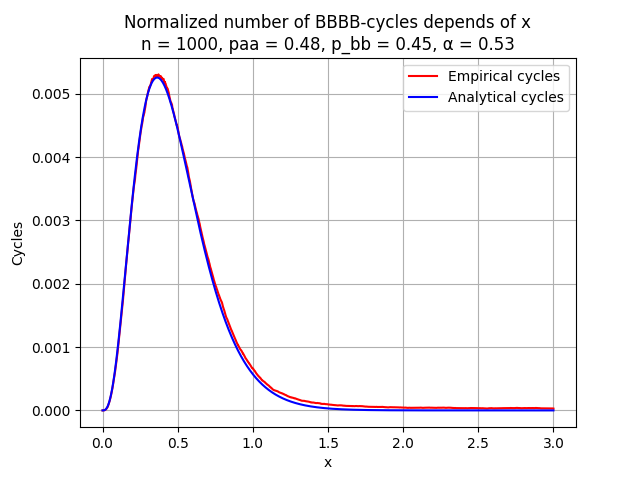 Normalized number of BBBB-cycles depends of x
n = 1000, paa = 0.48, p_bb = 0.45, α = 0.53
Empirical cycles
Analytical cycles
Cycles
0.005
0.004
0.003
0.002
0.001
0.000
0.0 0.5 1.0 1.5 2.0 2.5 3.0
x